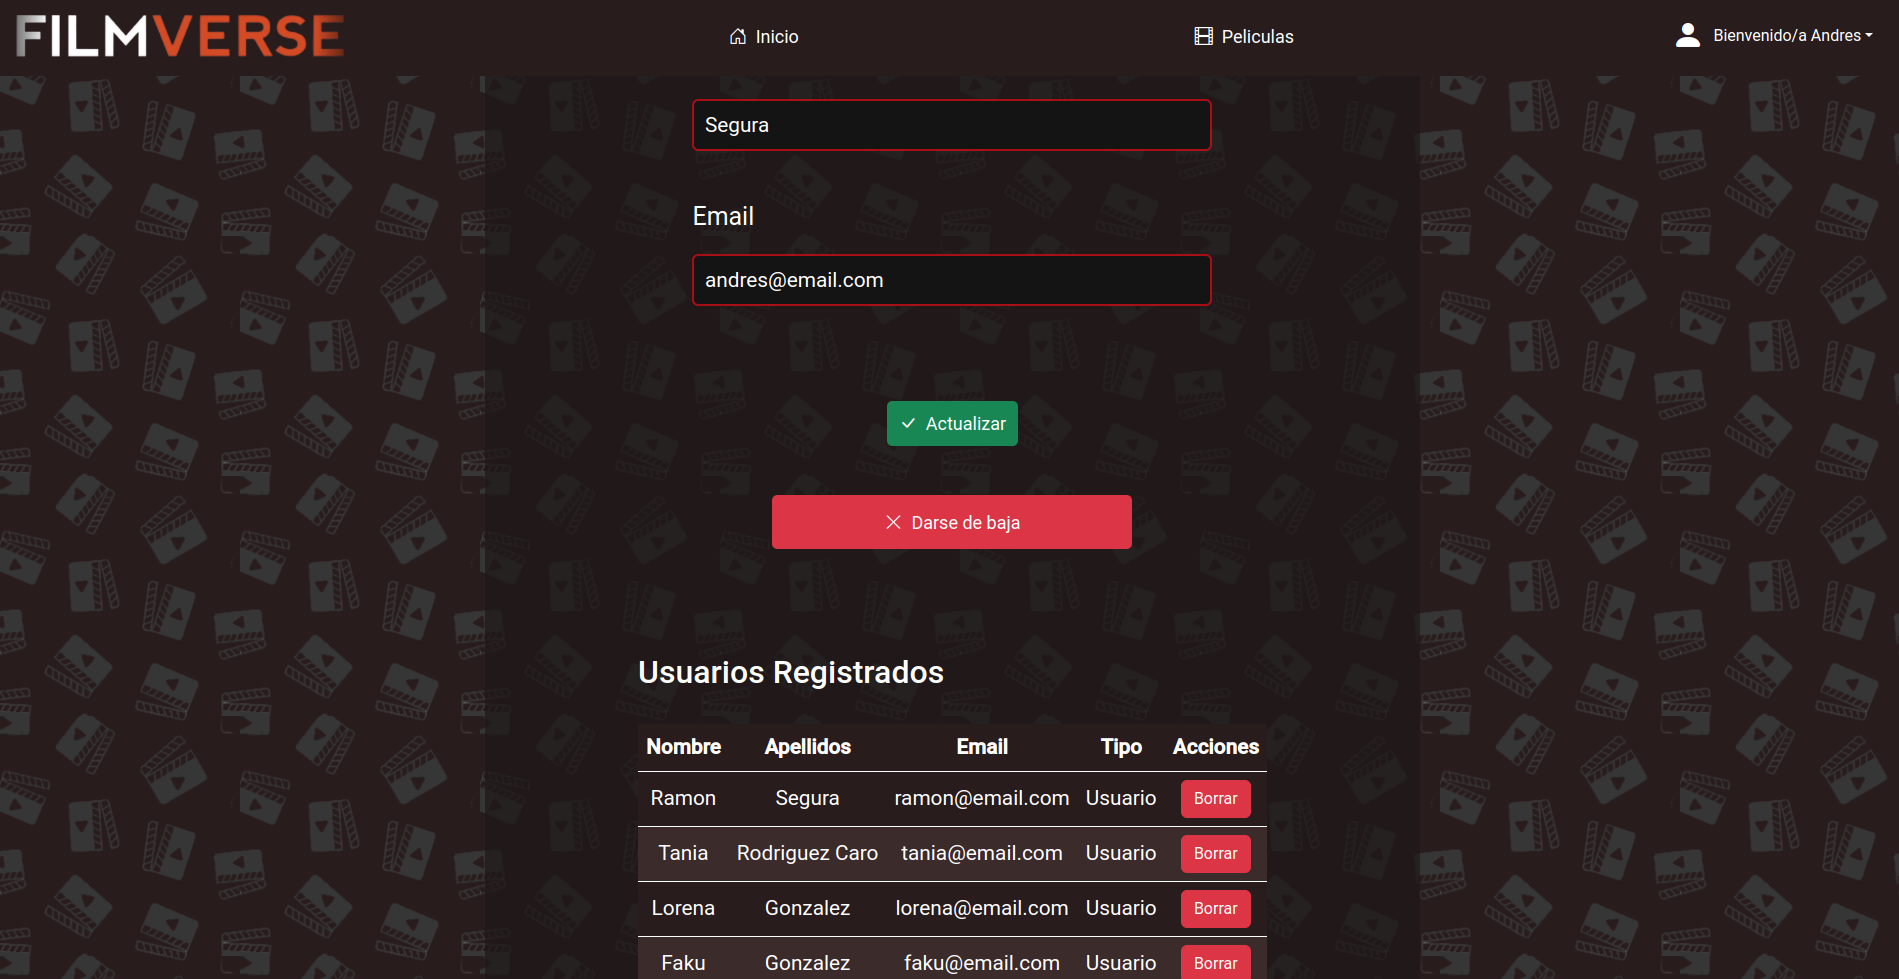 FILMVERSE
Inicio
Peliculas
Bienvenido/a Andres
Segura
Email
andres@email.com
Actualizar
Darse de baja
Usuarios Registrados
Nombre Apellidos Email Tipo Acciones
Ramon Segura ramon@email.com Usuario Borrar
Tania Rodriguez Caro tania@email.com Usuario Borrar
Lorena Gonzalez lorena@email.com Usuario Borrar
Faku Gonzalez faku@email.com Usuario Borrar